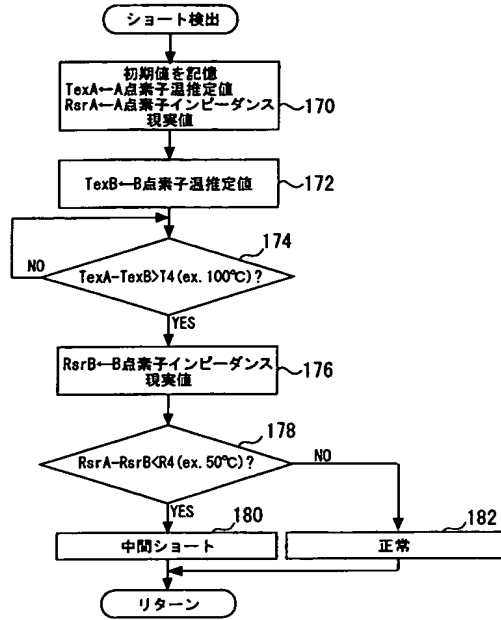 ショート検出
初期値を記憶
TexA←A点素子温推定値
RsrA←A点素子インピーダンス
現実値
170
TexB←B点素子温推定値
172
174
NO
TexA−TexB>T4(ex.100℃)?
YES
RsrB←B点素子インピーダンス
現実値
176
178
RsrA−RsrB<R4(ex.50℃)?
NO
YES
180
中間ショート
182
正常
リターン